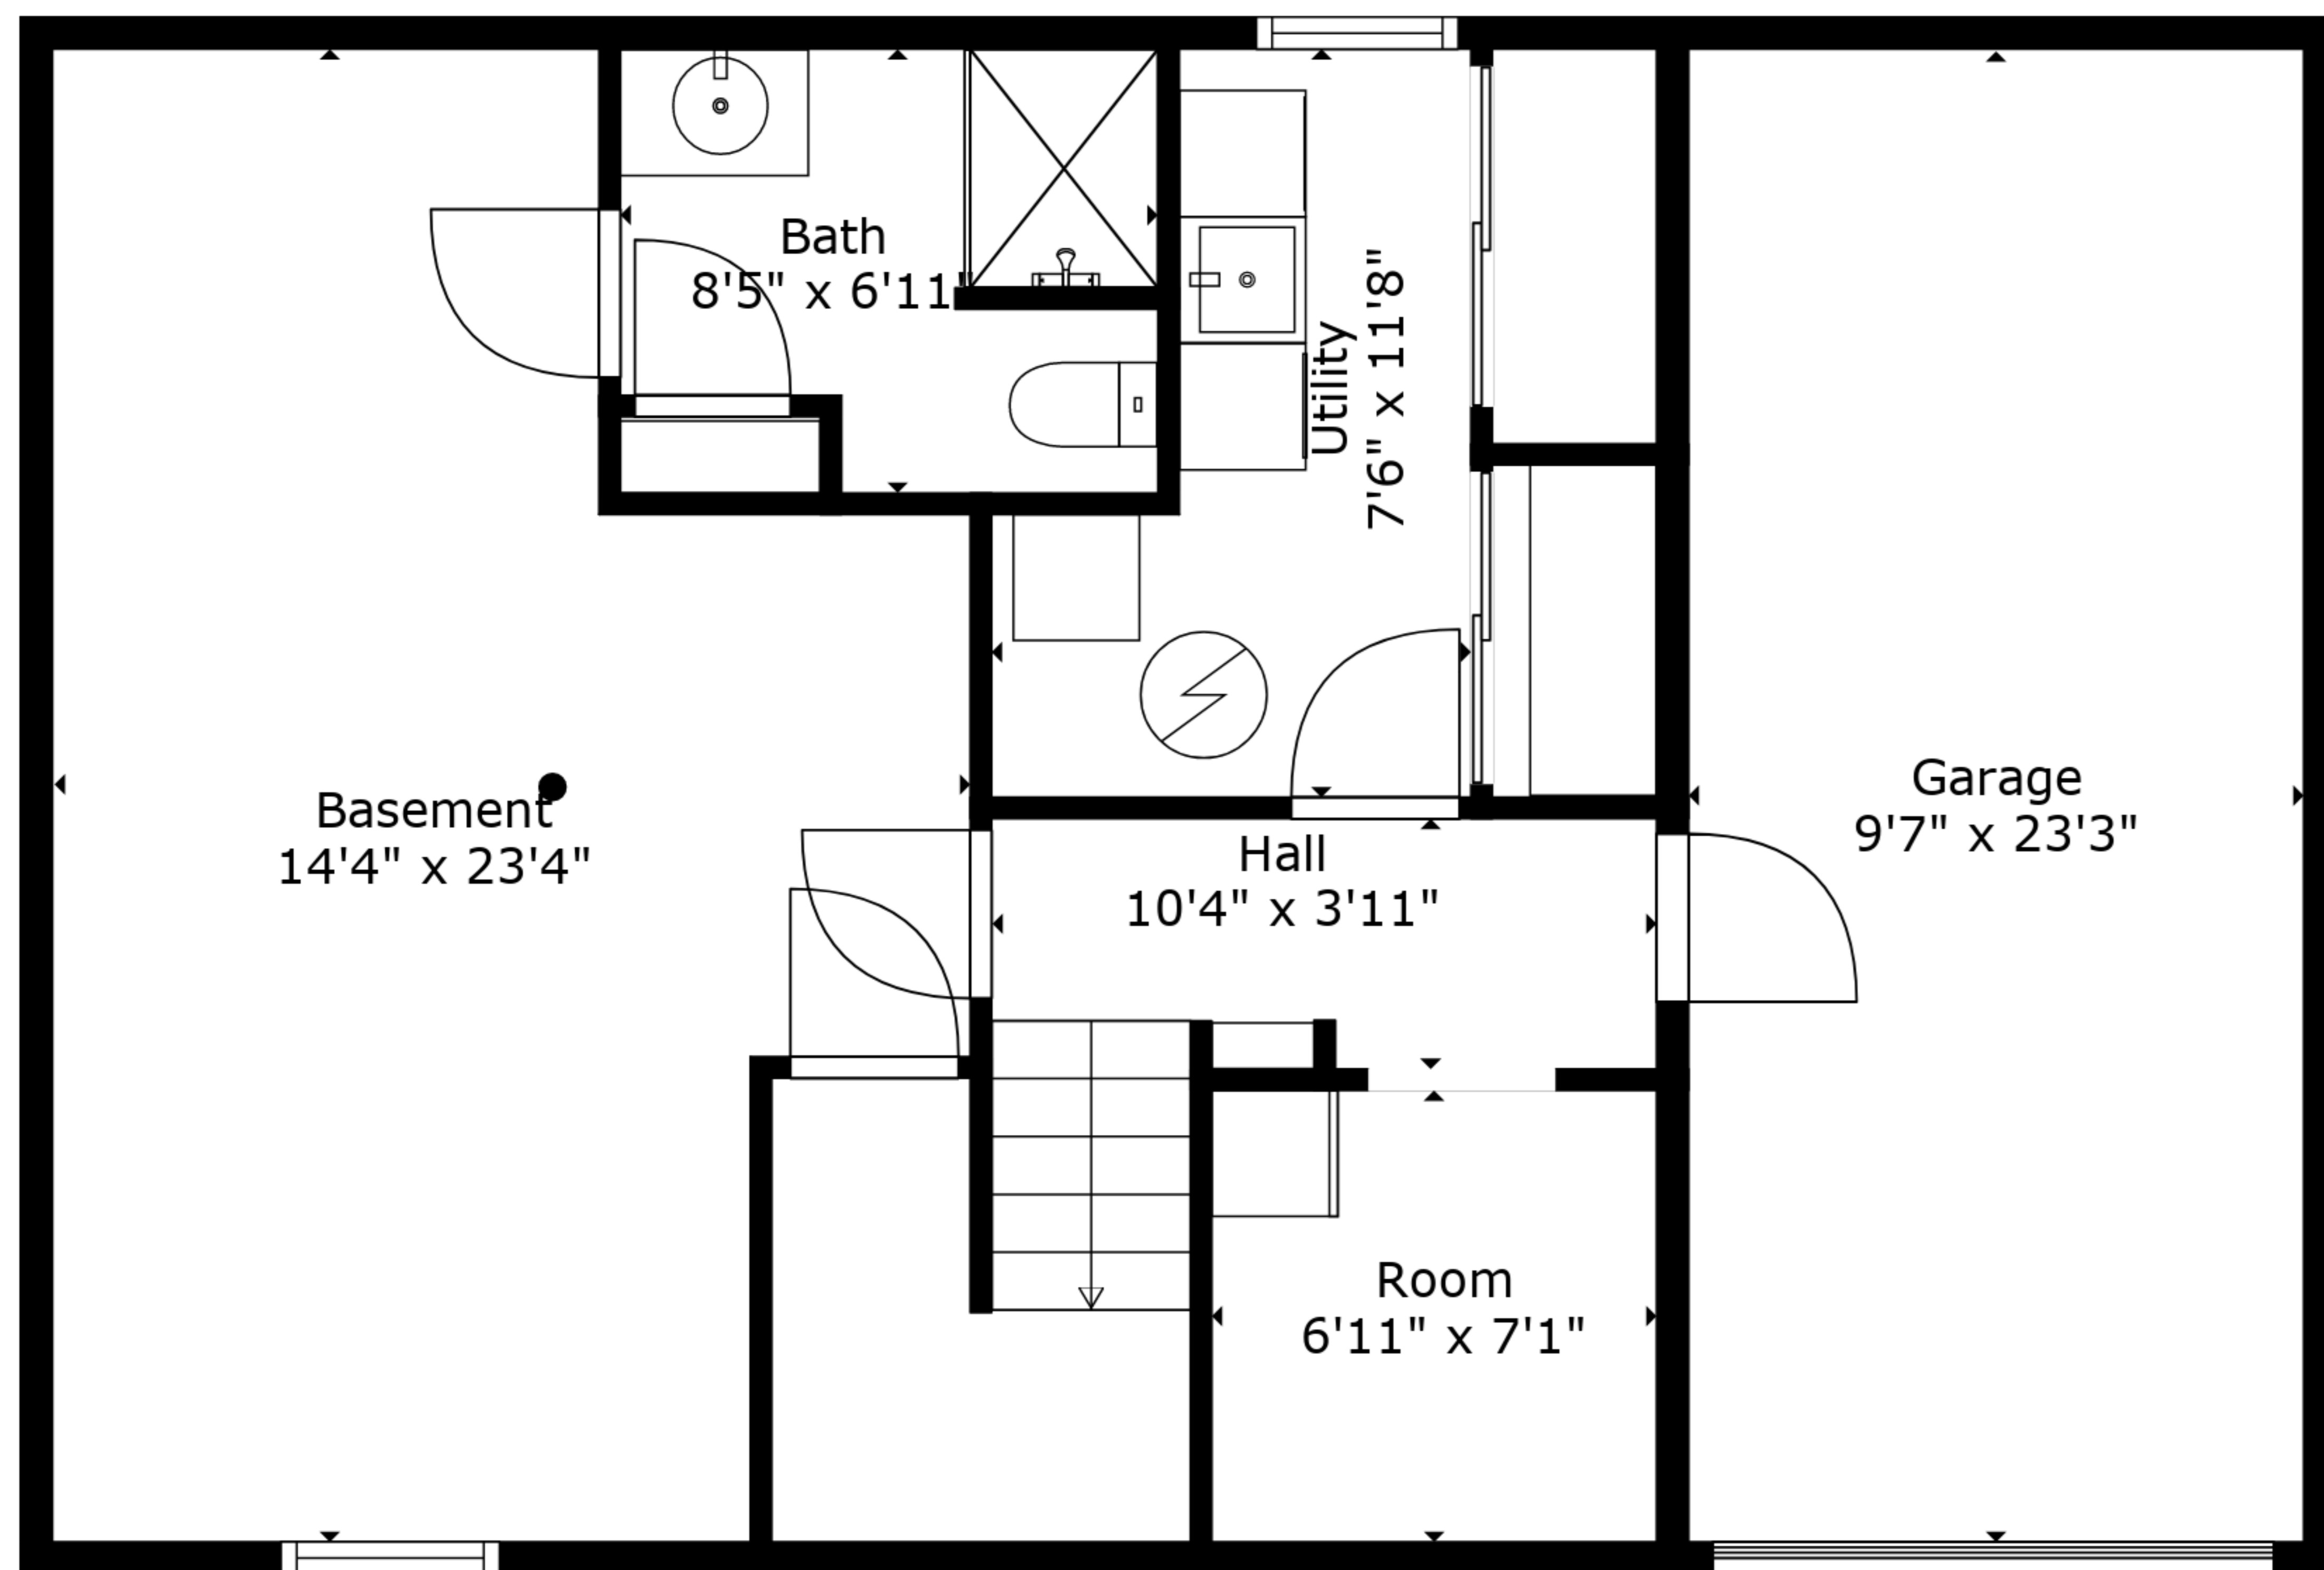 Bath
8'5" x 6'11"
Utility
7'6" x 11'8"
Basement
14'4" x 23'4"
Hall
10'4" x 3'11"
Garage
9'7" x 23'3"
Room
6'11" x 7'1"